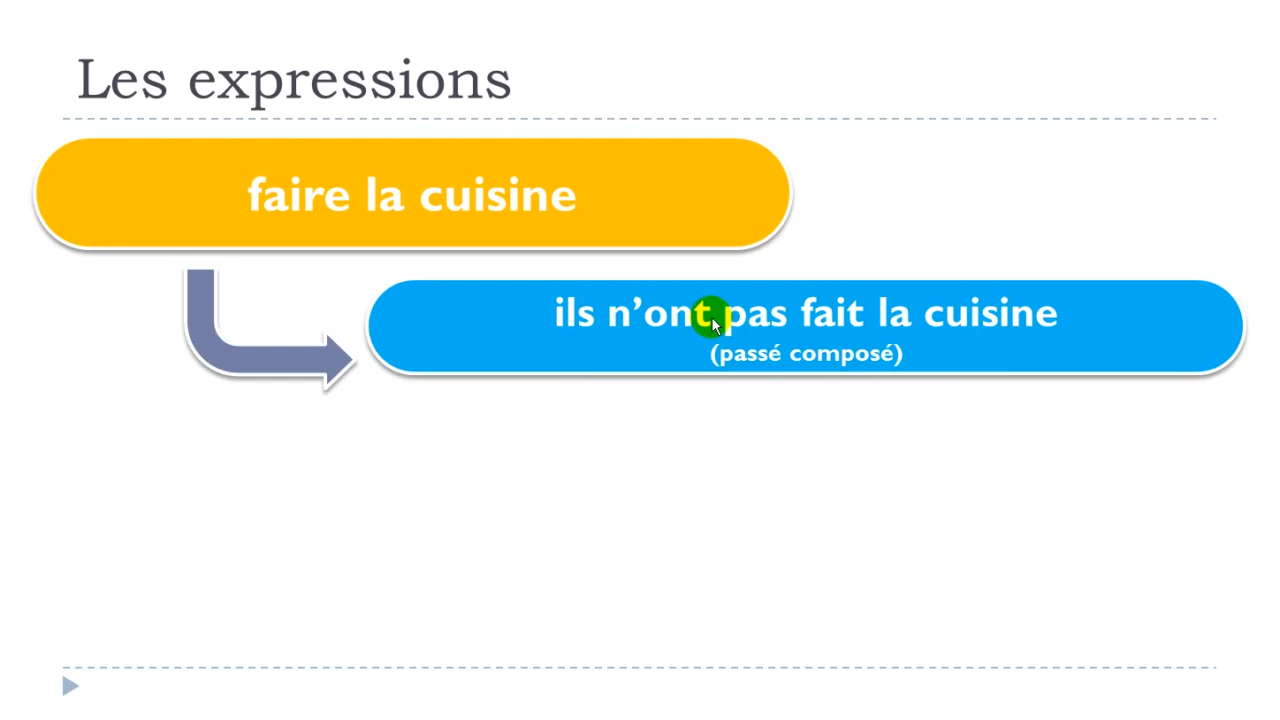 Les expressions
faire la cuisine
ils n’ont pas fait la cuisine
(passé composé)